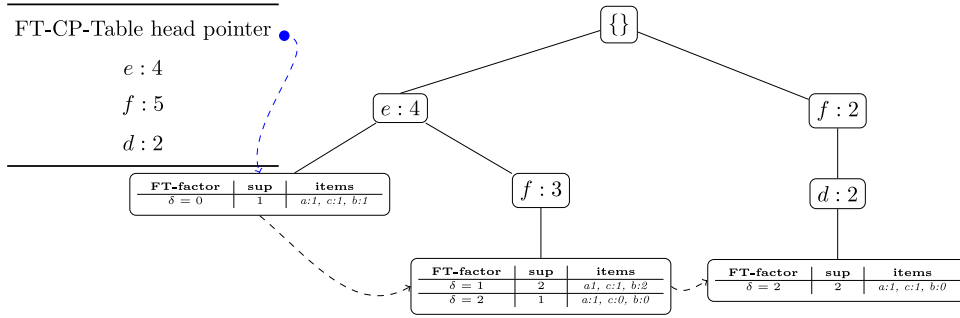 FT-CP-Table head pointer
e : 4
f : 5
d : 2
{}
e : 4
f : 2
f : 3
d : 2
FT-factor sup items
δ = 0 1 a:1, c:1, b:1
FT-factor sup items
δ = 1 2 a1, c:1, b:2
δ = 2 1 a:1, c:0, b:0
FT-factor sup items
δ = 2 2 a:1, c:1, b:0